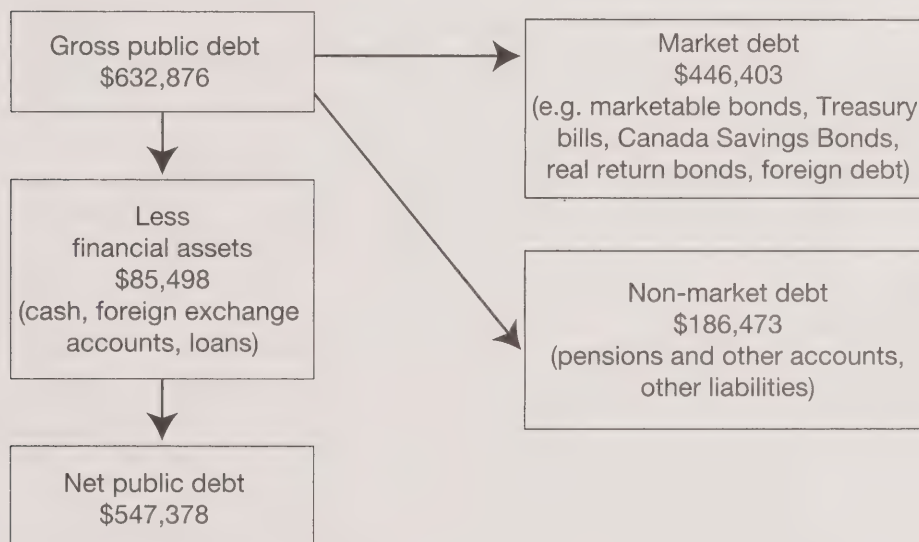 Gross public debt
$632,876
Market debt
$446,403
(e.g. marketable bonds, Treasury
bills, Canada Savings Bonds,
real return bonds, foreign debt)
Less
financial assets
$85,498
(cash, foreign exchange
accounts, loans)
Non-market debt
$186,473
(pensions and other accounts,
other liabilities)
Net public debt
$547,378